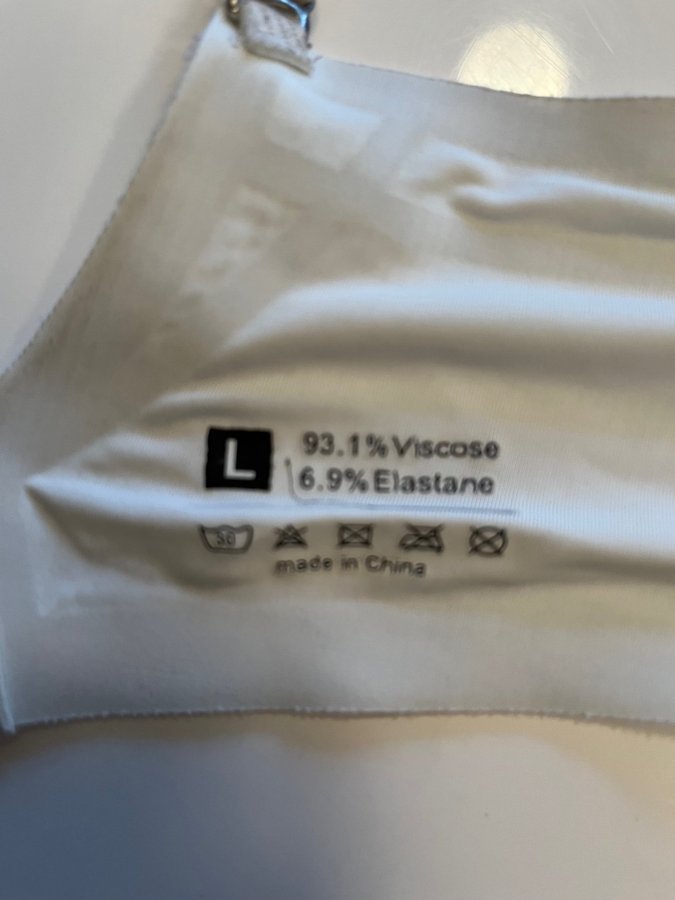 L
93.1% Viscose
6.9% Elastane
30
made in China